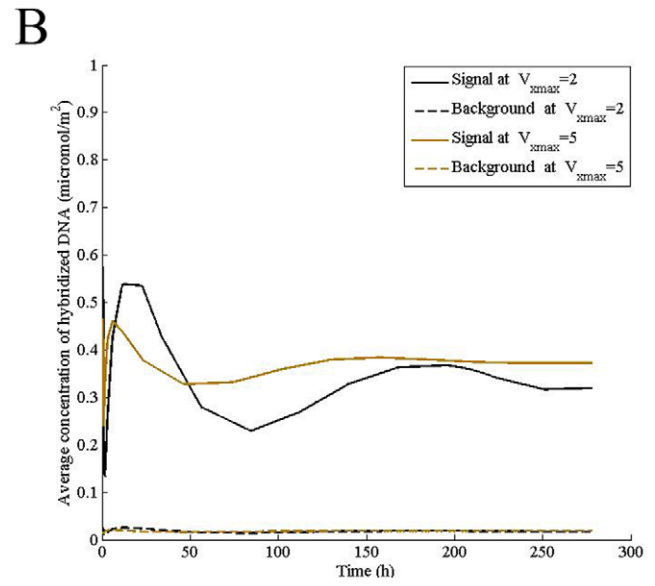 B
Average concentration of hybridized DNA (micromol/m²)
1
0.9
0.8
0.7
0.6
0.5
0.4
0.3
0.2
0.1
0
Signal at V_xmax=2
Background at V_xmax=2
Signal at V_xmax=5
Background at V_xmax=5
0 50 100 150 200 250 300
Time (h)